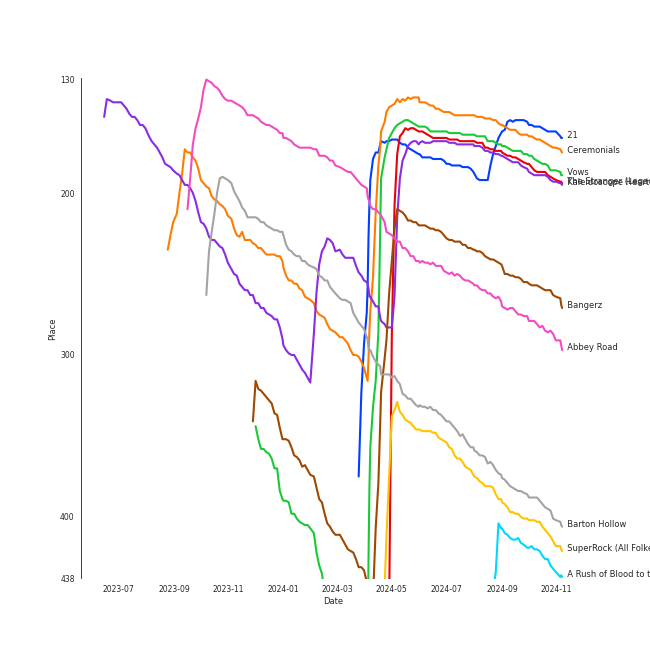 130
200
300
400
438
Place
2023-07
2023-09
2023-11
2024-01
2024-03
2024-05
2024-07
2024-09
2024-11
Date
21
Ceremonials
Vows
Bangerz
Abbey Road
Barton Hollow
SuperRock (All Folke
A Rush of Blood to t